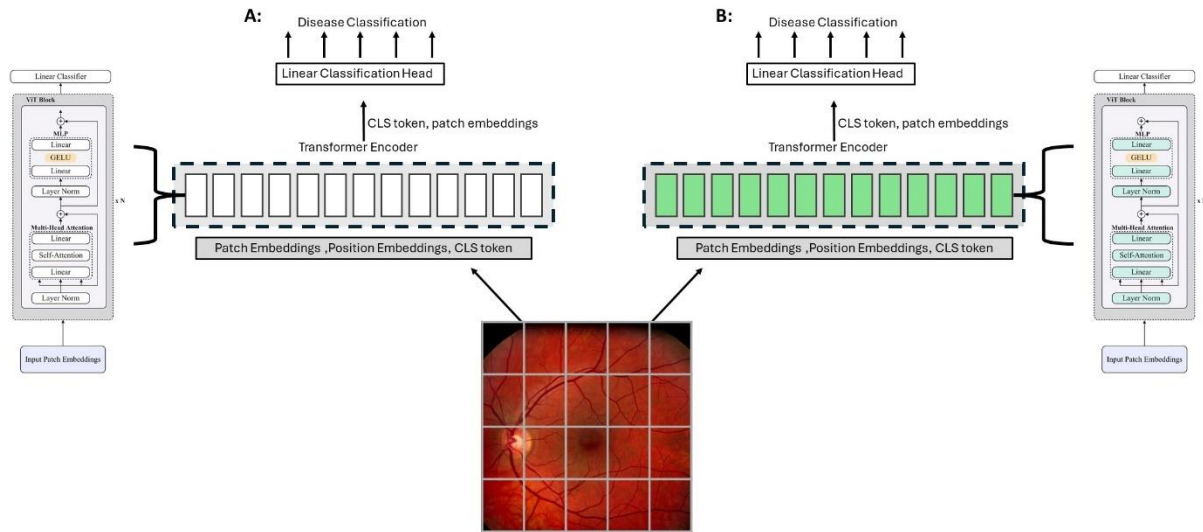 A:
Disease Classification
Linear Classification Head
CLS token, patch embeddings
Transformer Encoder
Patch Embeddings ,Position Embeddings, CLS token
Linear Classifier
ViT Block
+
MLP
Linear
GELU
Linear
Layer Norm
x N
+
Multi-Head Attention
Linear
Self-Attention
Linear
Layer Norm
Input Patch Embeddings
B:
Disease Classification
Linear Classification Head
CLS token, patch embeddings
Transformer Encoder
Patch Embeddings ,Position Embeddings, CLS token
Linear Classifier
ViT Block
+
MLP
Linear
GELU
Linear
Layer Norm
x
+
Multi-Head Attention
Linear
Self-Attention
Linear
Layer Norm
Input Patch Embeddings